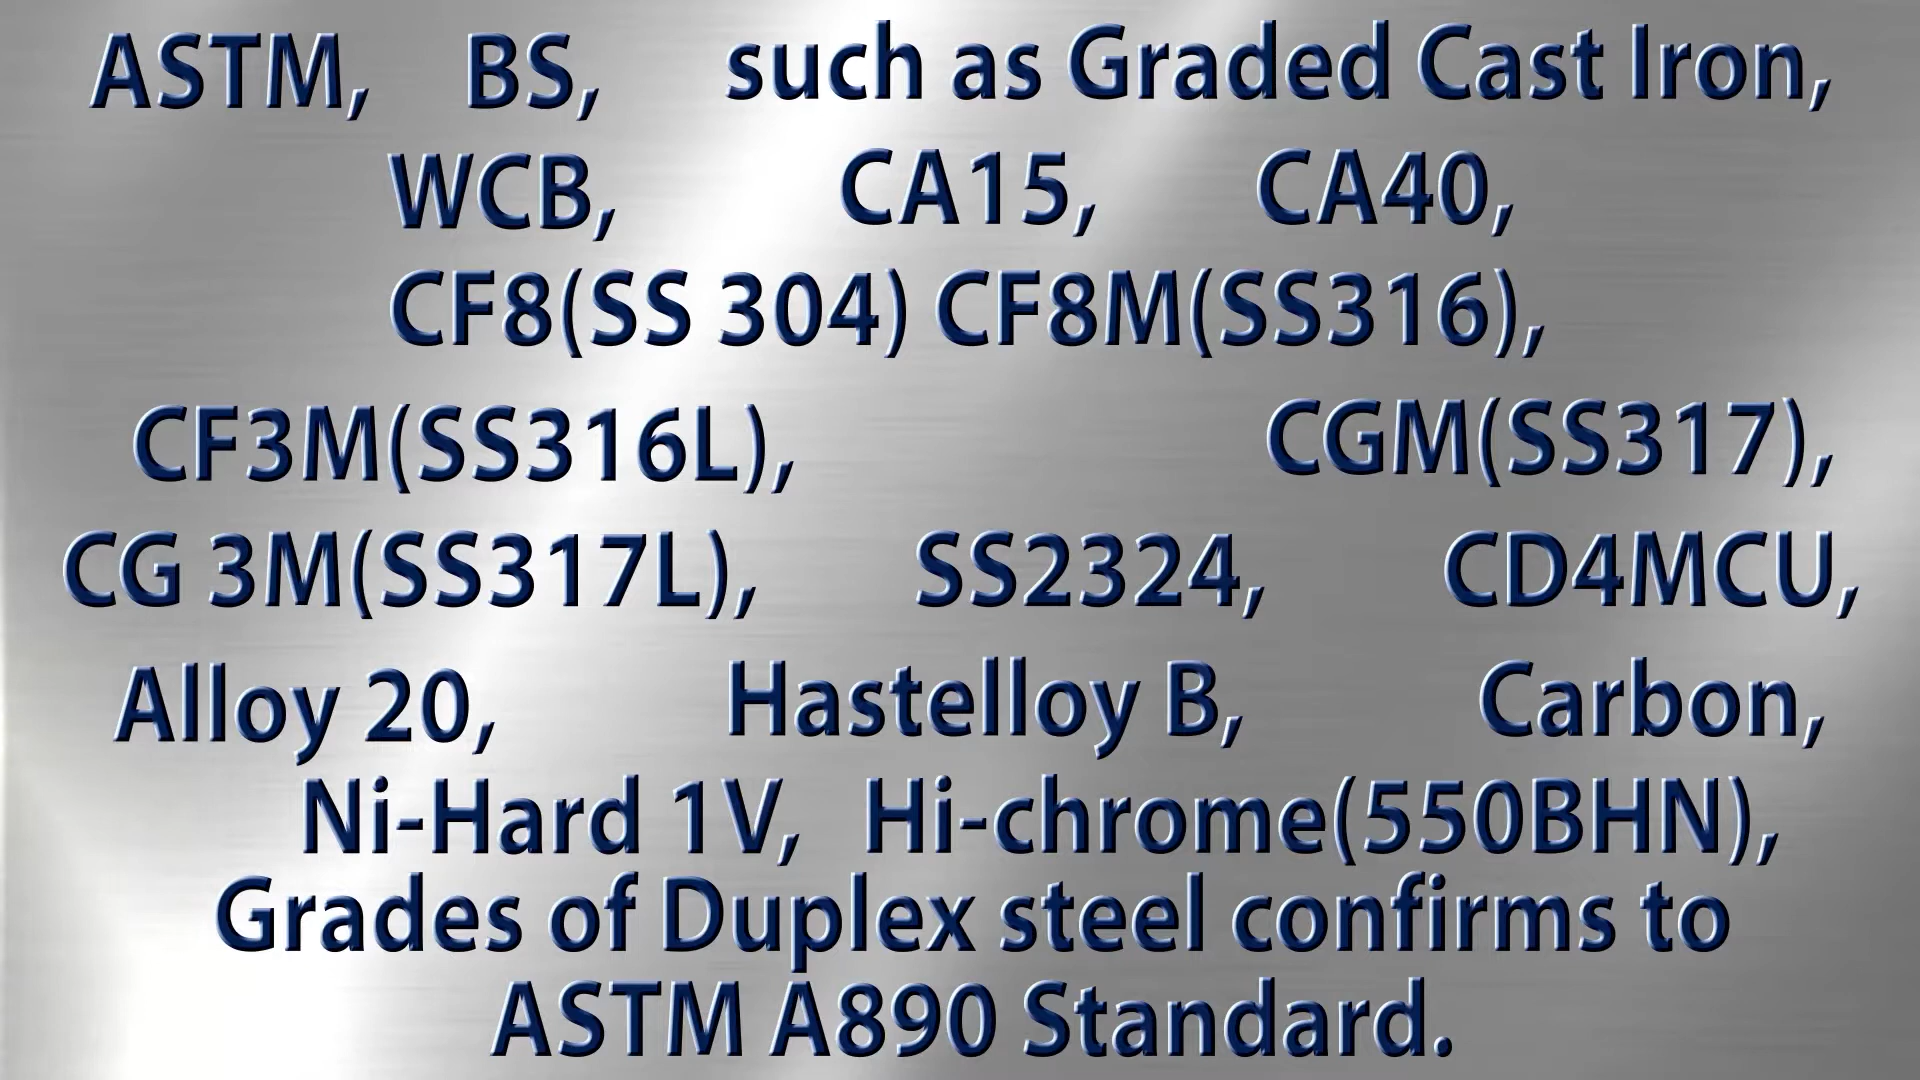 ASTM, BS, such as Graded Cast Iron,
WCB, CA15, CA40,
CF8(SS 304) CF8M(SS316),
CF3M(SS316L), CGM(SS317),
CG 3M(SS317L), SS2324, CD4MCU,
Alloy 20, Hastelloy B, Carbon,
Ni-Hard 1V, Hi-chrome(550BHN),
Grades of Duplex steel confirms to
ASTM A890 Standard.